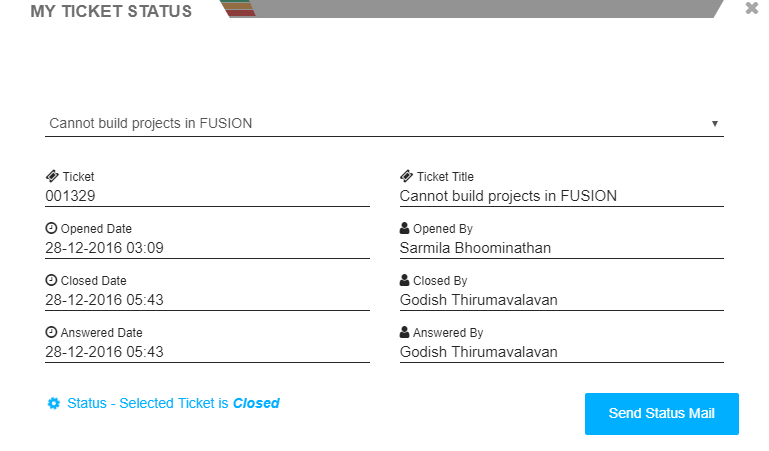 MY TICKET STATUS
Cannot build projects in FUSION
Ticket
001329
Ticket Title
Cannot build projects in FUSION
Opened Date
28-12-2016 03:09
Opened By
Sarmila Bhoominathan
Closed Date
28-12-2016 05:43
Closed By
Godish Thirumavalavan
Answered Date
28-12-2016 05:43
Answered By
Godish Thirumavalavan
Status - Selected Ticket is Closed
Send Status Mail